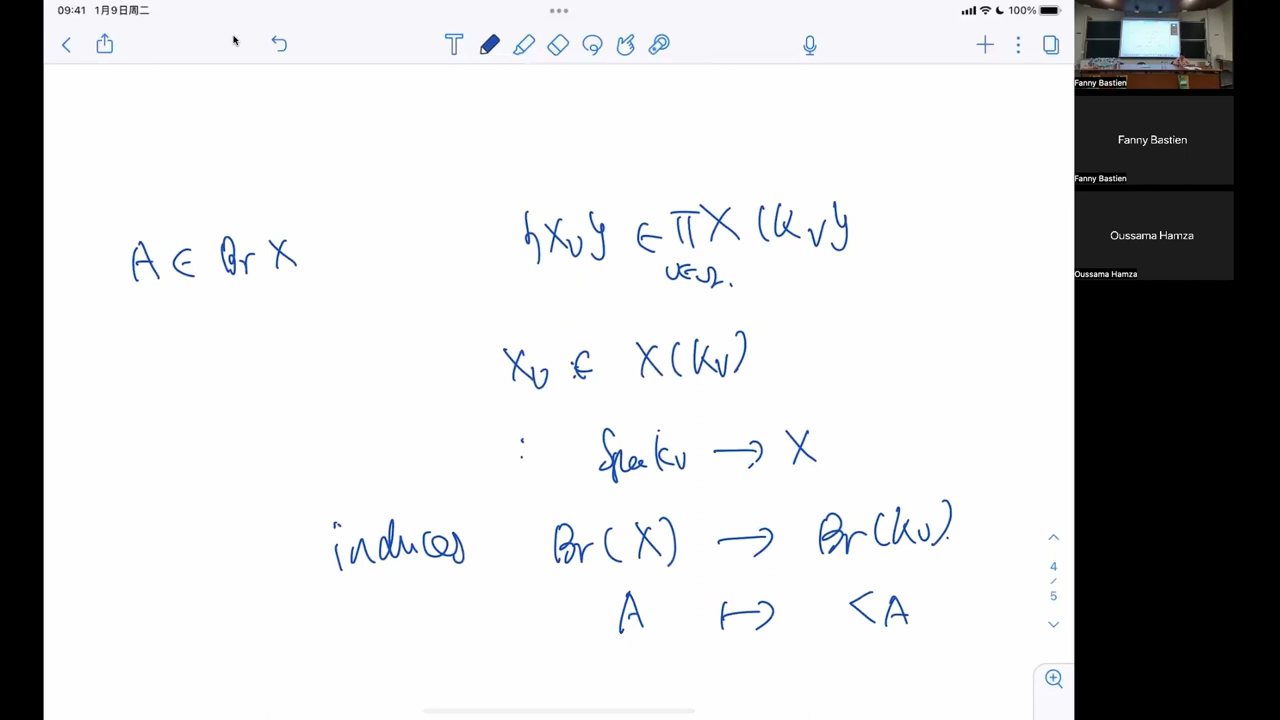 09:41 1月9日周二
100%
A ∈ Br X
{x_v} ∈ ∏ X(k_v)
v∈Ω.
x_v ∈ X(k_v)
: Spec k_v → X
induces Br(X) → Br(k_v).
A ↦ <A
4
/
5
Fanny Bastien
Fanny Bastien
Fanny Bastien
Oussama Hamza
Oussama Hamza